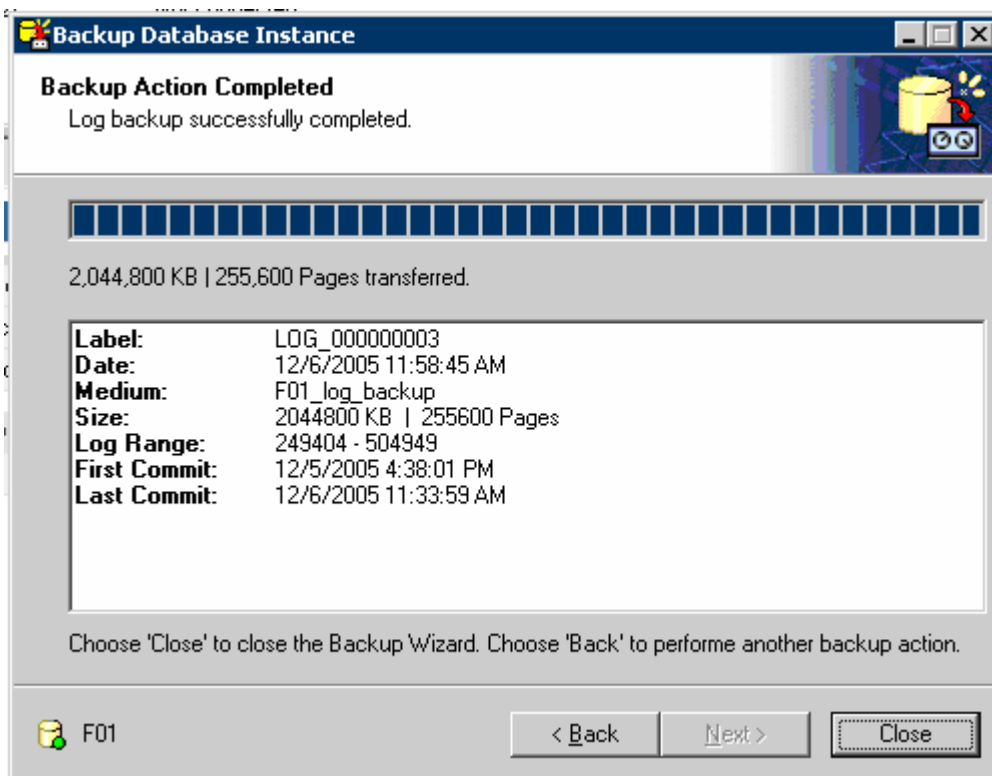 Backup Database Instance
Backup Action Completed
Log backup successfully completed.
2,044,800 KB | 255,600 Pages transferred.
Label: LOG_000000003
Date: 12/6/2005 11:58:45 AM
Medium: F01_log_backup
Size: 2044800 KB | 255600 Pages
Log Range: 249404 - 504949
First Commit: 12/5/2005 4:38:01 PM
Last Commit: 12/6/2005 11:33:59 AM
Choose 'Close' to close the Backup Wizard. Choose 'Back' to performe another backup action.
F01
< Back
Next >
Close